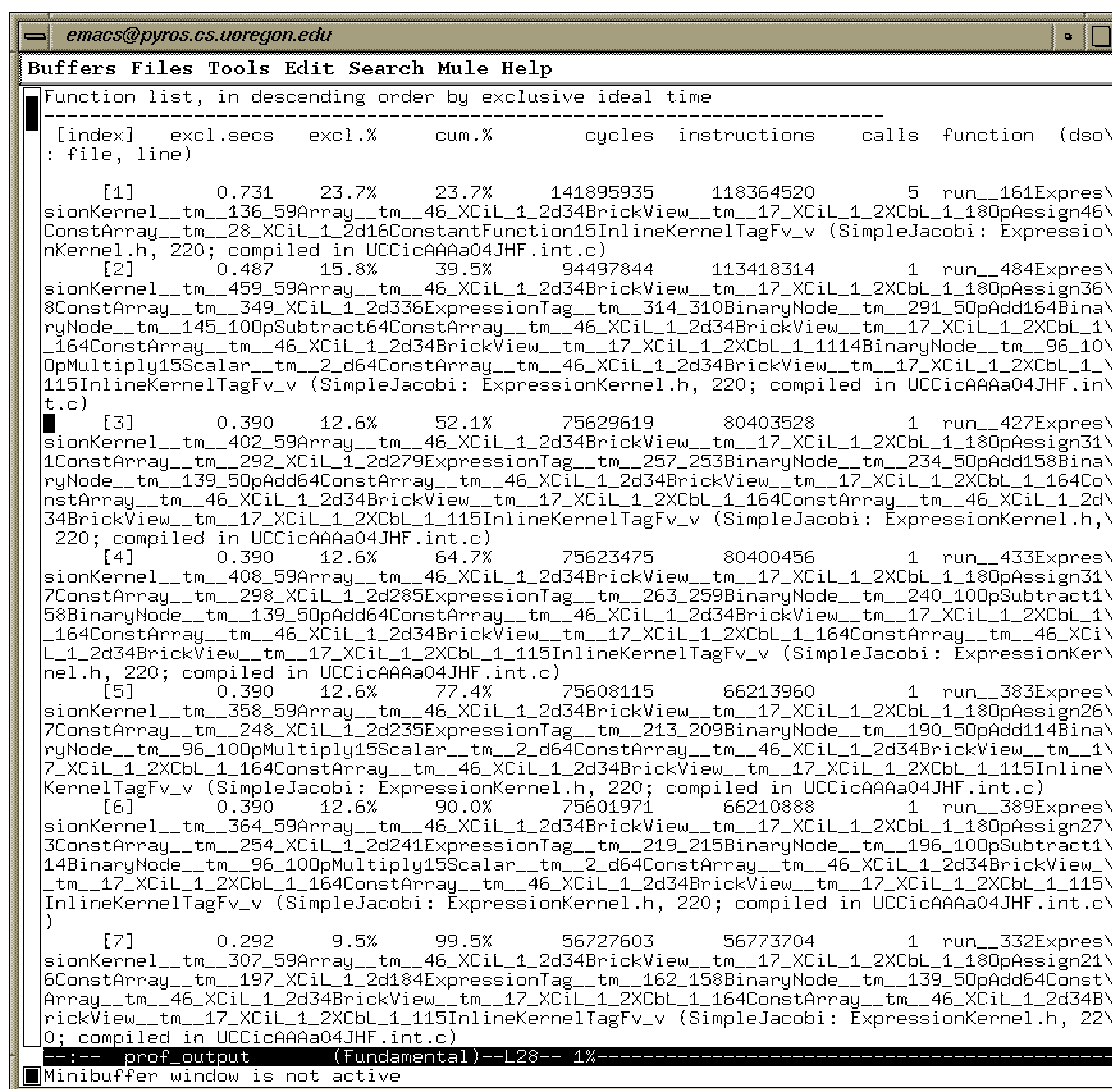 emacs@pyros.cs.uoregon.edu
Buffers Files Tools Edit Search Mule Help
Function list, in descending order by exclusive ideal time
-------------------------------------------------------------------------
 [index]   excl.secs   excl.%    cum.%         cycles  instructions     calls  function  (dso\
: file, line)
     [1]       0.731    23.7%    23.7%      141895935     118364520         5  run__161Expres\
sionKernel__tm__136_59Array__tm__46_XCiL_1_2d34BrickView__tm__17_XCiL_1_2XCbL_1_18OpAssign46\
ConstArray__tm__28_XCiL_1_2d16ConstantFunction15InlineKernelTagFv_v (SimpleJacobi: Expressio\
nKernel.h, 220; compiled in UCCicAAAa04JHF.int.c)
     [2]       0.487    15.8%    39.5%       94497844     113418314         1  run__484Expres\
sionKernel__tm__459_59Array__tm__46_XCiL_1_2d34BrickView__tm__17_XCiL_1_2XCbL_1_18OpAssign36\
8ConstArray__tm__349_XCiL_1_2d336ExpressionTag__tm__314_310BinaryNode__tm__291_5OpAdd164Bina\
ryNode__tm__145_10OpSubtract64ConstArray__tm__46_XCiL_1_2d34BrickView__tm__17_XCiL_1_2XCbL_1\
_164ConstArray__tm__46_XCiL_1_2d34BrickView__tm__17_XCiL_1_2XCbL_1_1114BinaryNode__tm__96_10\
OpMultiply15Scalar__tm__2_d64ConstArray__tm__46_XCiL_1_2d34BrickView__tm__17_XCiL_1_2XCbL_1_\
115InlineKernelTagFv_v (SimpleJacobi: ExpressionKernel.h, 220; compiled in UCCicAAAa04JHF.in\
t.c)
     [3]       0.390    12.6%    52.1%       75629619      80403528         1  run__427Expres\
sionKernel__tm__402_59Array__tm__46_XCiL_1_2d34BrickView__tm__17_XCiL_1_2XCbL_1_18OpAssign31\
1ConstArray__tm__292_XCiL_1_2d279ExpressionTag__tm__257_253BinaryNode__tm__234_5OpAdd158Bina\
ryNode__tm__139_5OpAdd64ConstArray__tm__46_XCiL_1_2d34BrickView__tm__17_XCiL_1_2XCbL_1_164Co\
nstArray__tm__46_XCiL_1_2d34BrickView__tm__17_XCiL_1_2XCbL_1_164ConstArray__tm__46_XCiL_1_2d\
34BrickView__tm__17_XCiL_1_2XCbL_1_115InlineKernelTagFv_v (SimpleJacobi: ExpressionKernel.h,\
 220; compiled in UCCicAAAa04JHF.int.c)
     [4]       0.390    12.6%    64.7%       75623475      80400456         1  run__433Expres\
sionKernel__tm__408_59Array__tm__46_XCiL_1_2d34BrickView__tm__17_XCiL_1_2XCbL_1_18OpAssign31\
7ConstArray__tm__298_XCiL_1_2d285ExpressionTag__tm__263_259BinaryNode__tm__240_10OpSubtract1\
58BinaryNode__tm__139_5OpAdd64ConstArray__tm__46_XCiL_1_2d34BrickView__tm__17_XCiL_1_2XCbL_1\
_164ConstArray__tm__46_XCiL_1_2d34BrickView__tm__17_XCiL_1_2XCbL_1_164ConstArray__tm__46_XCi\
L_1_2d34BrickView__tm__17_XCiL_1_2XCbL_1_115InlineKernelTagFv_v (SimpleJacobi: ExpressionKer\
nel.h, 220; compiled in UCCicAAAa04JHF.int.c)
     [5]       0.390    12.6%    77.4%       75608115      66213960         1  run__383Expres\
sionKernel__tm__358_59Array__tm__46_XCiL_1_2d34BrickView__tm__17_XCiL_1_2XCbL_1_18OpAssign26\
7ConstArray__tm__248_XCiL_1_2d235ExpressionTag__tm__213_209BinaryNode__tm__190_5OpAdd114Bina\
ryNode__tm__96_10OpMultiply15Scalar__tm__2_d64ConstArray__tm__46_XCiL_1_2d34BrickView__tm__1\
7_XCiL_1_2XCbL_1_164ConstArray__tm__46_XCiL_1_2d34BrickView__tm__17_XCiL_1_2XCbL_1_115Inline\
KernelTagFv_v (SimpleJacobi: ExpressionKernel.h, 220; compiled in UCCicAAAa04JHF.int.c)
     [6]       0.390    12.6%    90.0%       75601971      66210888         1  run__389Expres\
sionKernel__tm__364_59Array__tm__46_XCiL_1_2d34BrickView__tm__17_XCiL_1_2XCbL_1_18OpAssign27\
3ConstArray__tm__254_XCiL_1_2d241ExpressionTag__tm__219_215BinaryNode__tm__196_10OpSubtract1\
14BinaryNode__tm__96_10OpMultiply15Scalar__tm__2_d64ConstArray__tm__46_XCiL_1_2d34BrickView_\
_tm__17_XCiL_1_2XCbL_1_164ConstArray__tm__46_XCiL_1_2d34BrickView__tm__17_XCiL_1_2XCbL_1_115\
InlineKernelTagFv_v (SimpleJacobi: ExpressionKernel.h, 220; compiled in UCCicAAAa04JHF.int.c\
)
     [7]       0.292     9.5%    99.5%       56727603      56773704         1  run__332Expres\
sionKernel__tm__307_59Array__tm__46_XCiL_1_2d34BrickView__tm__17_XCiL_1_2XCbL_1_18OpAssign21\
6ConstArray__tm__197_XCiL_1_2d184ExpressionTag__tm__162_158BinaryNode__tm__139_5OpAdd64Const\
Array__tm__46_XCiL_1_2d34BrickView__tm__17_XCiL_1_2XCbL_1_164ConstArray__tm__46_XCiL_1_2d34B\
rickView__tm__17_XCiL_1_2XCbL_1_115InlineKernelTagFv_v (SimpleJacobi: ExpressionKernel.h, 22\
0; compiled in UCCicAAAa04JHF.int.c)
--:--  prof_output       (Fundamental)--L28-- 1%---------------------------------------------
Minibuffer window is not active